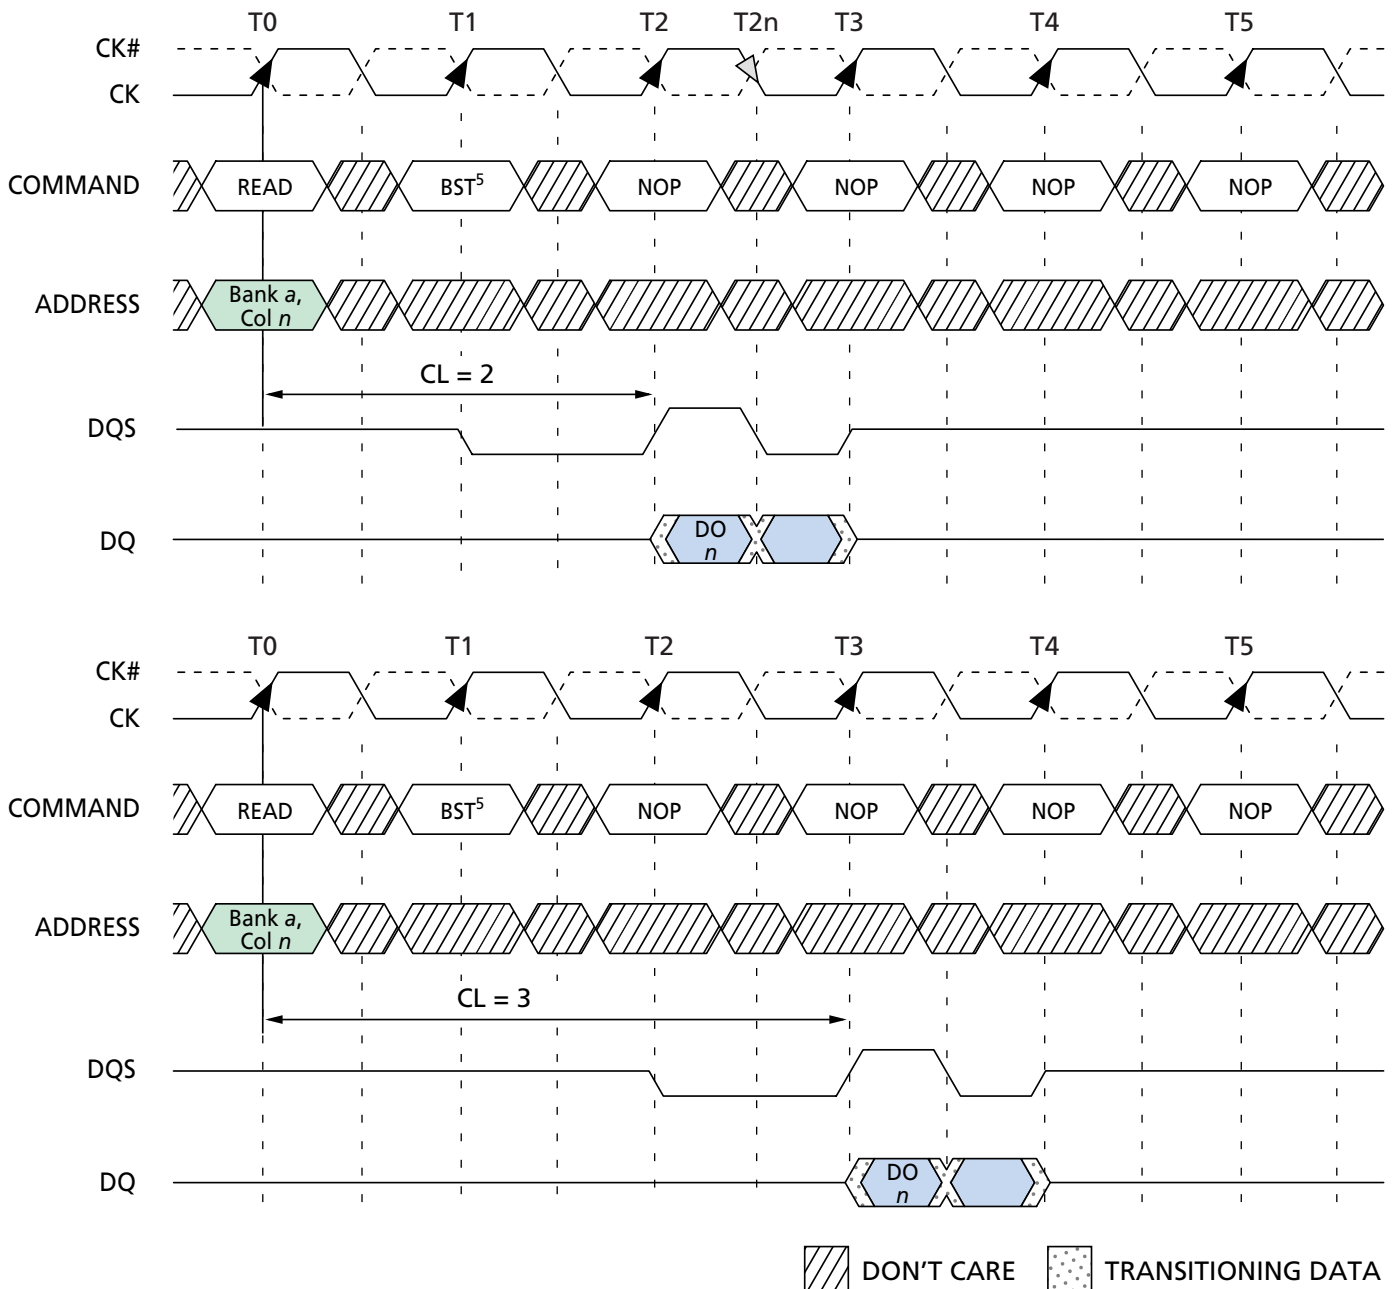 T0 T1 T2 T2n T3 T4 T5
CK#
CK
COMMAND READ BST⁵ NOP NOP NOP NOP
ADDRESS Bank a,
Col n
CL = 2
DQS
DQ DO
n
T0 T1 T2 T3 T4 T5
CK#
CK
COMMAND READ BST⁵ NOP NOP NOP NOP
ADDRESS Bank a,
Col n
CL = 3
DQS
DQ DO
n
DON'T CARE TRANSITIONING DATA